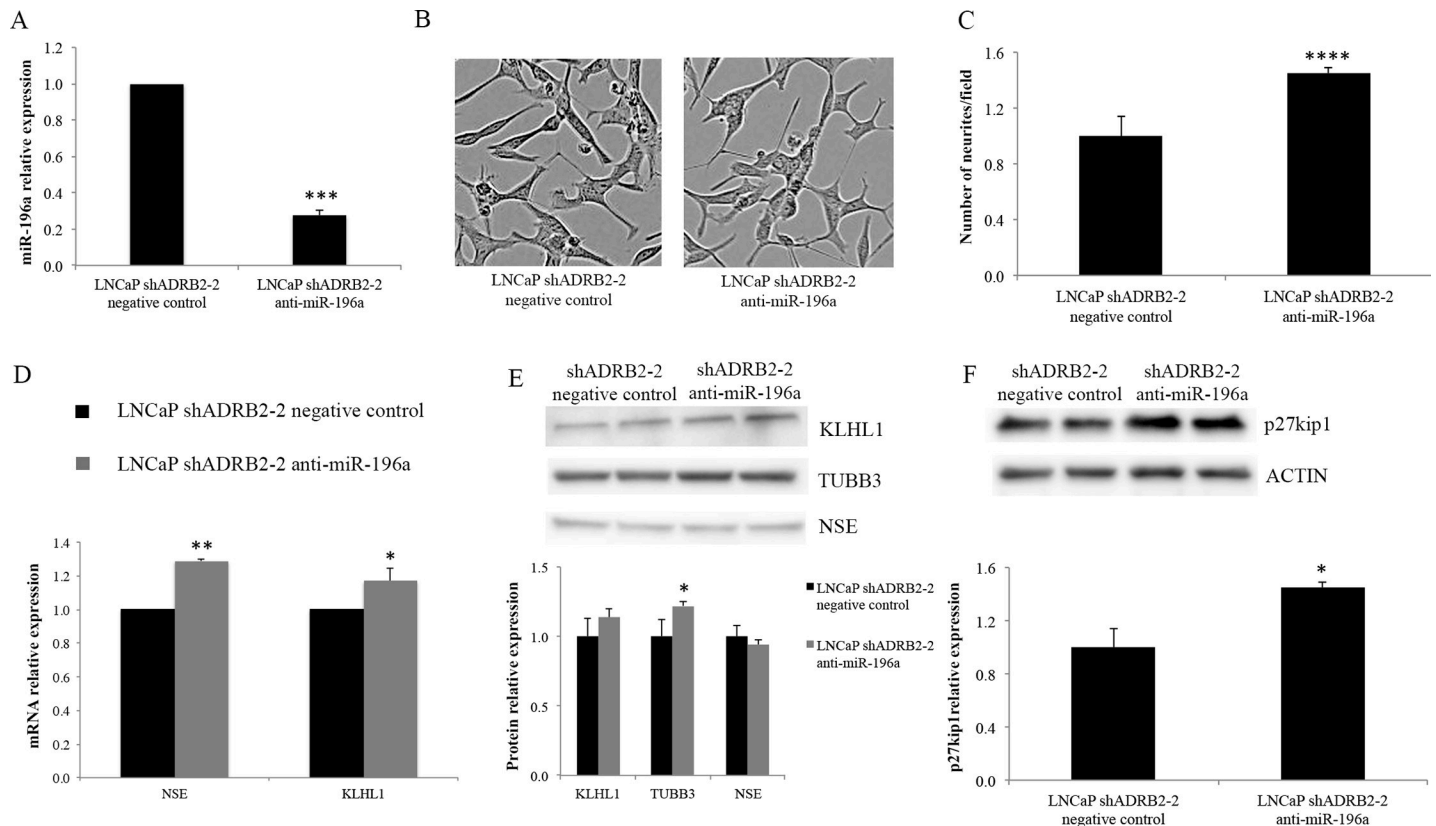 A
miR-196a relative expression
1.2
1.0
0.8
0.6
0.4
0.2
0.0
***
LNCaP shADRB2-2
negative control
LNCaP shADRB2-2
anti-miR-196a
B
LNCaP shADRB2-2
negative control
LNCaP shADRB2-2
anti-miR-196a
C
Number of neurites/field
1.6
1.2
0.8
0.4
0.0
****
LNCaP shADRB2-2
negative control
LNCaP shADRB2-2
anti-miR-196a
D
LNCaP shADRB2-2 negative control
LNCaP shADRB2-2 anti-miR-196a
mRNA relative expression
1.4
1.2
1.0
0.8
0.6
0.4
0.2
0.0
**
*
NSE
KLHL1
E
shADRB2-2
negative control
shADRB2-2
anti-miR-196a
KLHL1
TUBB3
NSE
Protein relative expression
1.5
1.0
0.5
0.0
*
LNCaP shADRB2-2
negative control
LNCaP shADRB2-2
anti-miR-196a
KLHL1
TUBB3
NSE
F
shADRB2-2
negative control
shADRB2-2
anti-miR-196a
p27kip1
ACTIN
p27kip1relative expression
1.6
1.2
0.8
0.4
0.0
*
LNCaP shADRB2-2
negative control
LNCaP shADRB2-2
anti-miR-196a